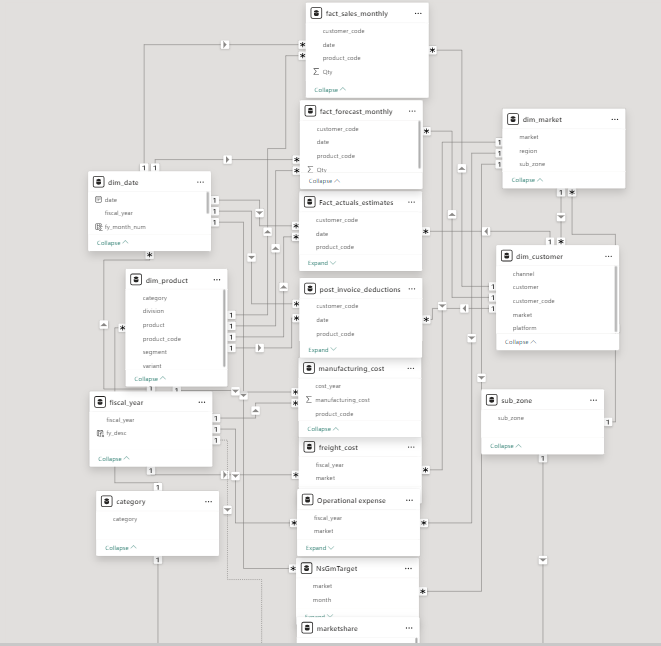 fact_sales_monthly
customer_code
date
product_code
Σ Qty
Collapse
fact_forecast_monthly
customer_code
date
product_code
Σ Qty
Collapse
dim_market
market
region
sub_zone
Collapse
dim_date
date
fiscal_year
fy_month_num
Collapse
Fact_actuals_estimates
customer_code
date
product_code
Expand
dim_customer
channel
customer
customer_code
market
platform
Collapse
dim_product
category
division
product
product_code
segment
variant
Collapse
post_invoice_deductions
customer_code
date
product_code
Expand
manufacturing_cost
cost_year
Σ manufacturing_cost
product_code
Collapse
fiscal_year
fiscal_year
fy_desc
Collapse
sub_zone
sub_zone
Collapse
freight_cost
fiscal_year
market
category
category
Collapse
Operational expense
fiscal_year
market
Expand
NsGmTarget
market
month
Expand
marketshare